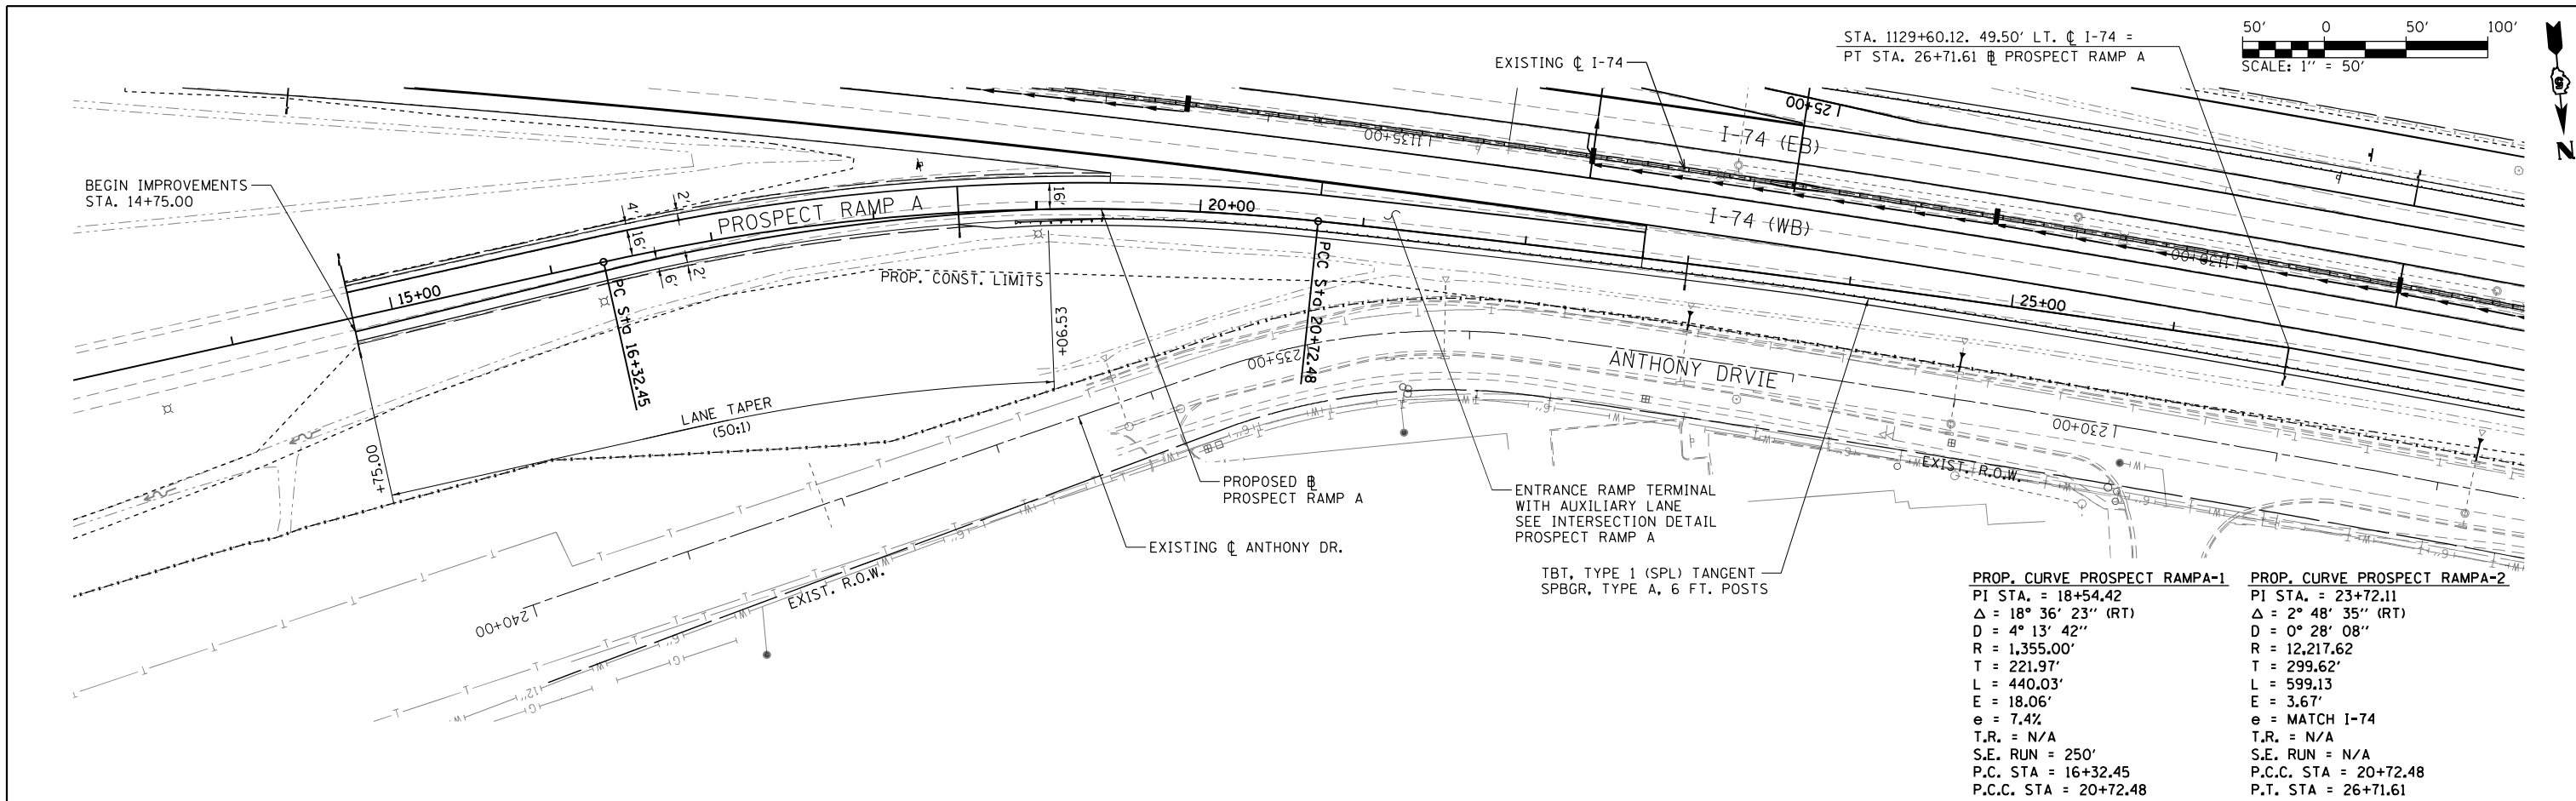 50' 0 50' 100'
SCALE: 1'' = 50'
N
STA. 1129+60.12. 49.50' LT. ℄ I-74 =
PT STA. 26+71.61 B PROSPECT RAMP A
EXISTING ℄ I-74
25+00
I-74 (EB)
1135+00
I-74 (WB)
1130+00
BEGIN IMPROVEMENTS
STA. 14+75.00
4' 2'
16'
PROSPECT RAMP A
16'
20+00
15+00
6' 2'
PC Sta 16+32.45
PROP. CONST. LIMITS
PCC Sta 20+72.48
25+00
+06.53
235+00
ANTHONY DRVIE
230+00
LANE TAPER
(50:1)
+75.00
PROPOSED B
PROSPECT RAMP A
EXISTING ℄ ANTHONY DR.
ENTRANCE RAMP TERMINAL
WITH AUXILIARY LANE
SEE INTERSECTION DETAIL
PROSPECT RAMP A
TBT, TYPE 1 (SPL) TANGENT
SPBGR, TYPE A, 6 FT. POSTS
EXIST. R.O.W.
EXIST. R.O.W.
240+00
PROP. CURVE PROSPECT RAMPA-1
PI STA. = 18+54.42
Δ = 18° 36' 23'' (RT)
D = 4° 13' 42''
R = 1,355.00'
T = 221.97'
L = 440.03'
E = 18.06'
e = 7.4%
T.R. = N/A
S.E. RUN = 250'
P.C. STA = 16+32.45
P.C.C. STA = 20+72.48
PROP. CURVE PROSPECT RAMPA-2
PI STA. = 23+72.11
Δ = 2° 48' 35'' (RT)
D = 0° 28' 08''
R = 12,217.62
T = 299.62'
L = 599.13
E = 3.67'
e = MATCH I-74
T.R. = N/A
S.E. RUN = N/A
P.C.C. STA = 20+72.48
P.T. STA = 26+71.61